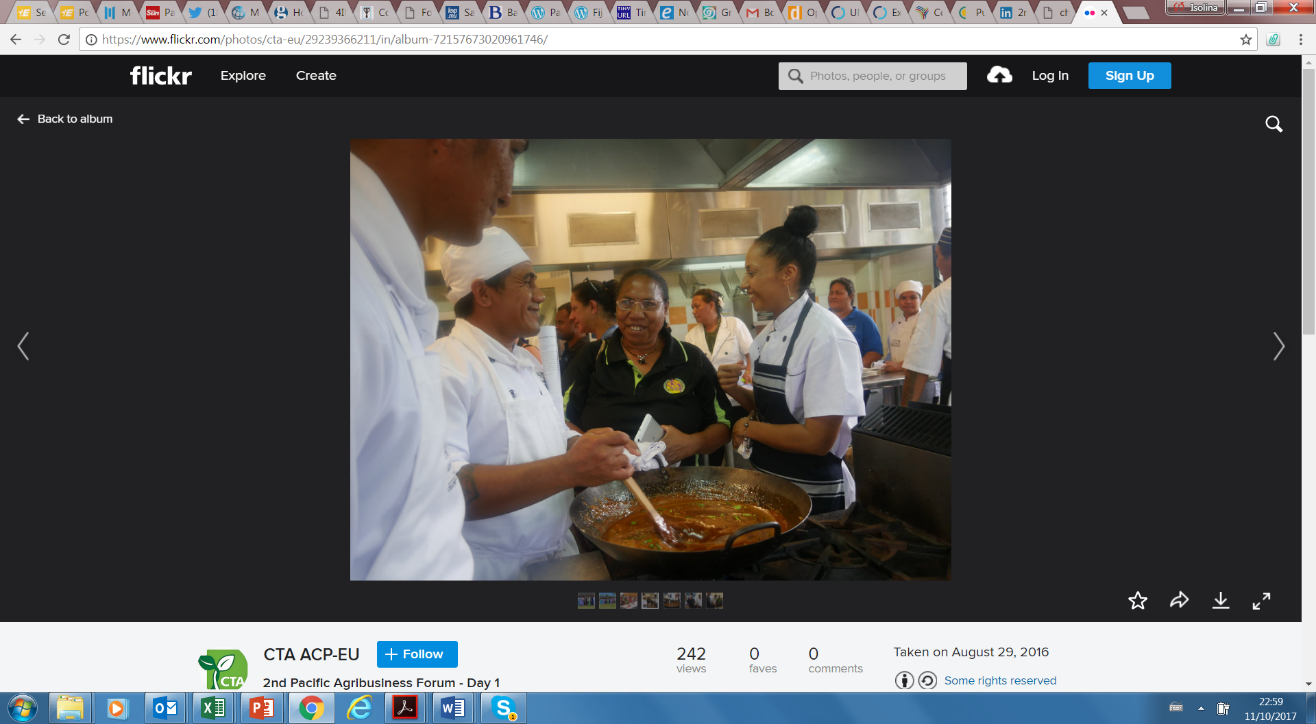 Isolina
https://www.flickr.com/photos/cta-eu/29239366211/in/album-72157673020961746/
flickr
Explore
Create
Photos, people, or groups
Log In
Sign Up
Back to album
CTA
CTA ACP-EU
+ Follow
2nd Pacific Agribusiness Forum - Day 1
242
views
0
faves
0
comments
Taken on August 29, 2016
Some rights reserved
22:59
11/10/2017